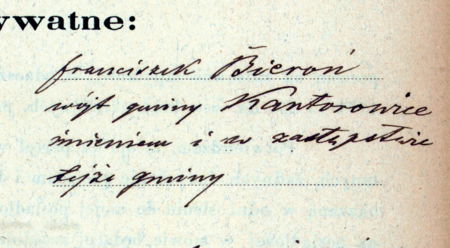 ywatne:
franciszek Bieroń
wójt gminy Kantorowice
imieniem i w zastępstwie
tejże gminy